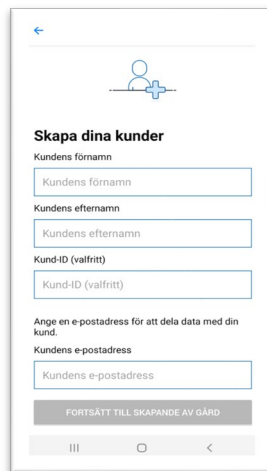 Skapa dina kunder
Kundens förnamn
Kundens förnamn
Kundens efternamn
Kundens efternamn
Kund-ID (valfritt)
Kund-ID (valfritt)
Ange en e-postadress för att dela data med din
kund.
Kundens e-postadress
Kundens e-postadress
FORTSÄTT TILL SKAPANDE AV GÅRD